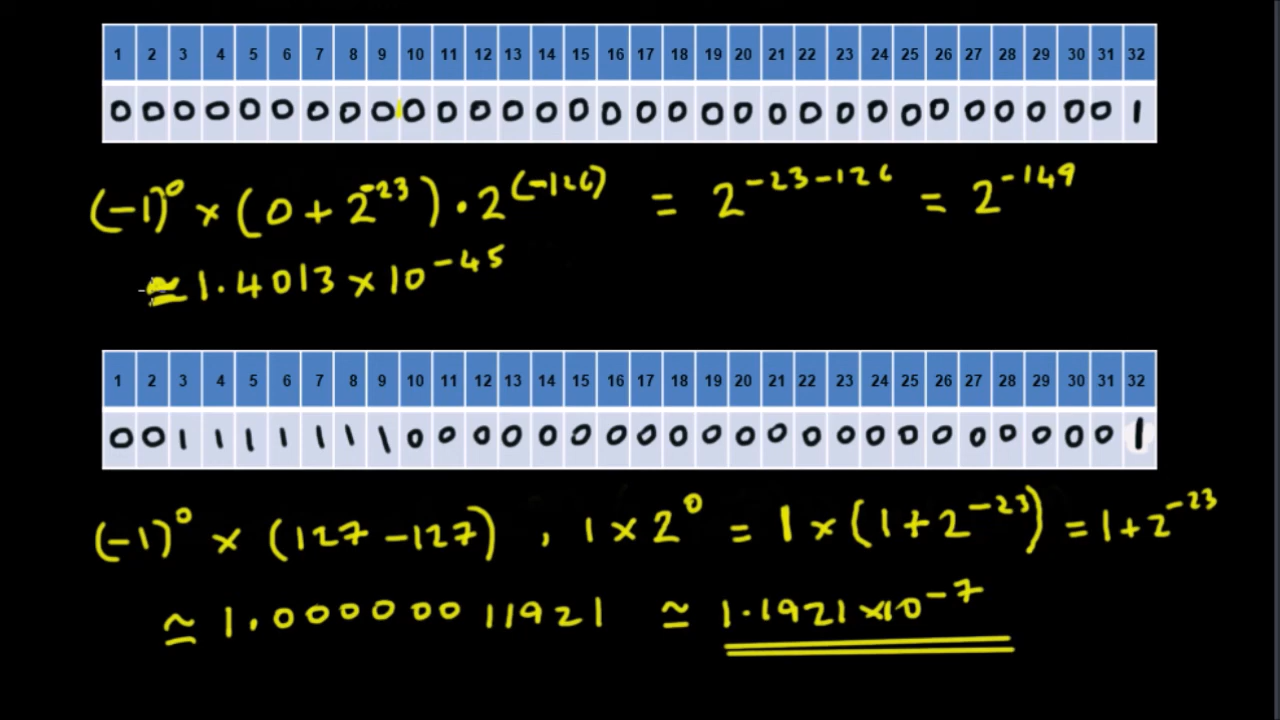 1 2 3 4 5 6 7 8 9 10 11 12 13 14 15 16 17 18 19 20 21 22 23 24 25 26 27 28 29 30 31 32
0 0 0 0 0 0 0 0 0 0 0 0 0 0 0 0 0 0 0 0 0 0 0 0 0 0 0 0 0 0 0 1
(-1)⁰ × (0 + 2⁻²³) · 2⁽⁻¹²⁶⁾ = 2⁻²³⁻¹²⁶ = 2⁻¹⁴⁹
≃ 1.4013 × 10⁻⁴⁵
1 2 3 4 5 6 7 8 9 10 11 12 13 14 15 16 17 18 19 20 21 22 23 24 25 26 27 28 29 30 31 32
0 0 1 1 1 1 1 1 1 0 0 0 0 0 0 0 0 0 0 0 0 0 0 0 0 0 0 0 0 0 0 1
(-1)⁰ × (127 - 127) , 1 × 2⁰ = 1 × (1 + 2⁻²³) = 1 + 2⁻²³
≃ 1.00000011921 ≃ 1.1921 × 10⁻⁷